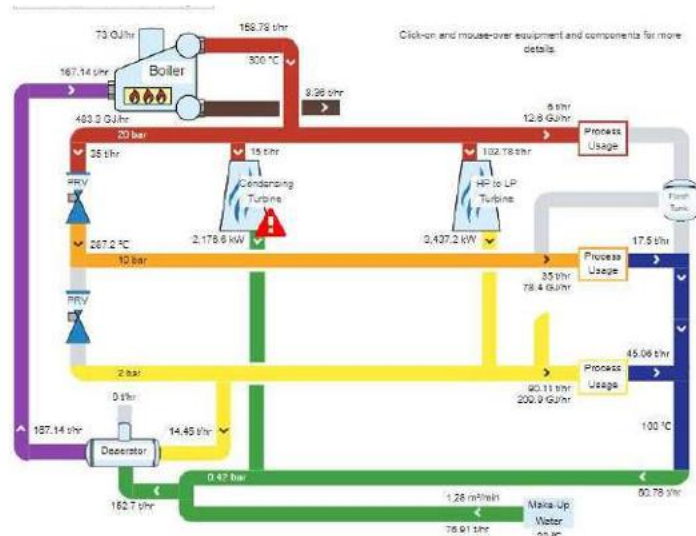 73 GJ/hr
158.78 t/hr
Click-on and mouse-over equipment and components for more
details.
Boiler
300 °C
167.14 t/hr
8.36 t/hr
483.3 GJ/hr
20 bar
6 t/hr
12.6 GJ/hr
Process
Usage
35 t/hr
15 t/hr
102.78 t/hr
PRV
Condensing
Turbine
HP to LP
Turbine
Flash
Tank
2,178.6 kW
3,437.2 kW
287.2 °C
17.5 t/hr
10 bar
Process
Usage
35 t/hr
78.4 GJ/hr
PRV
45.06 t/hr
2 bar
Process
Usage
90.11 t/hr
209.9 GJ/hr
0 t/hr
167.14 t/hr
14.45 t/hr
100 °C
Deaerator
0.42 bar
60.78 t/hr
152.7 t/hr
1.28 m³/min
76.91 t/hr
Make-Up
Water